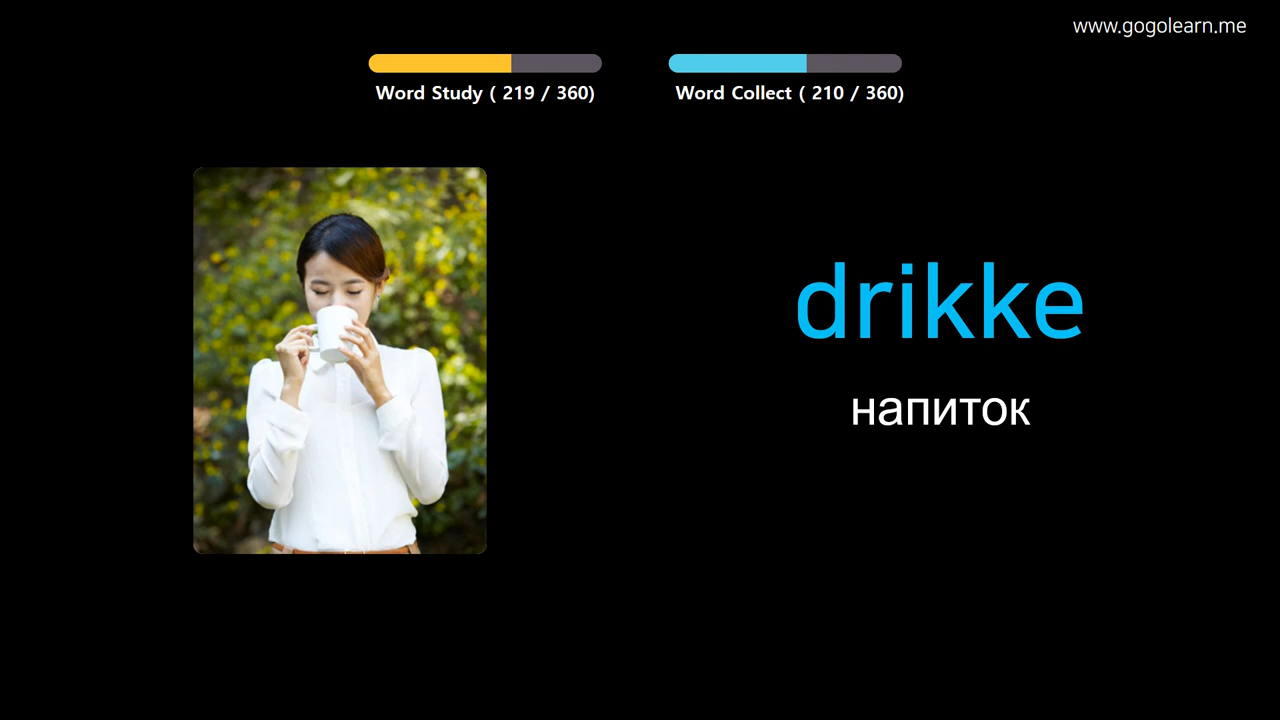 www.gogolearn.me
Word Study ( 219 / 360)
Word Collect ( 210 / 360)
drikke
напиток